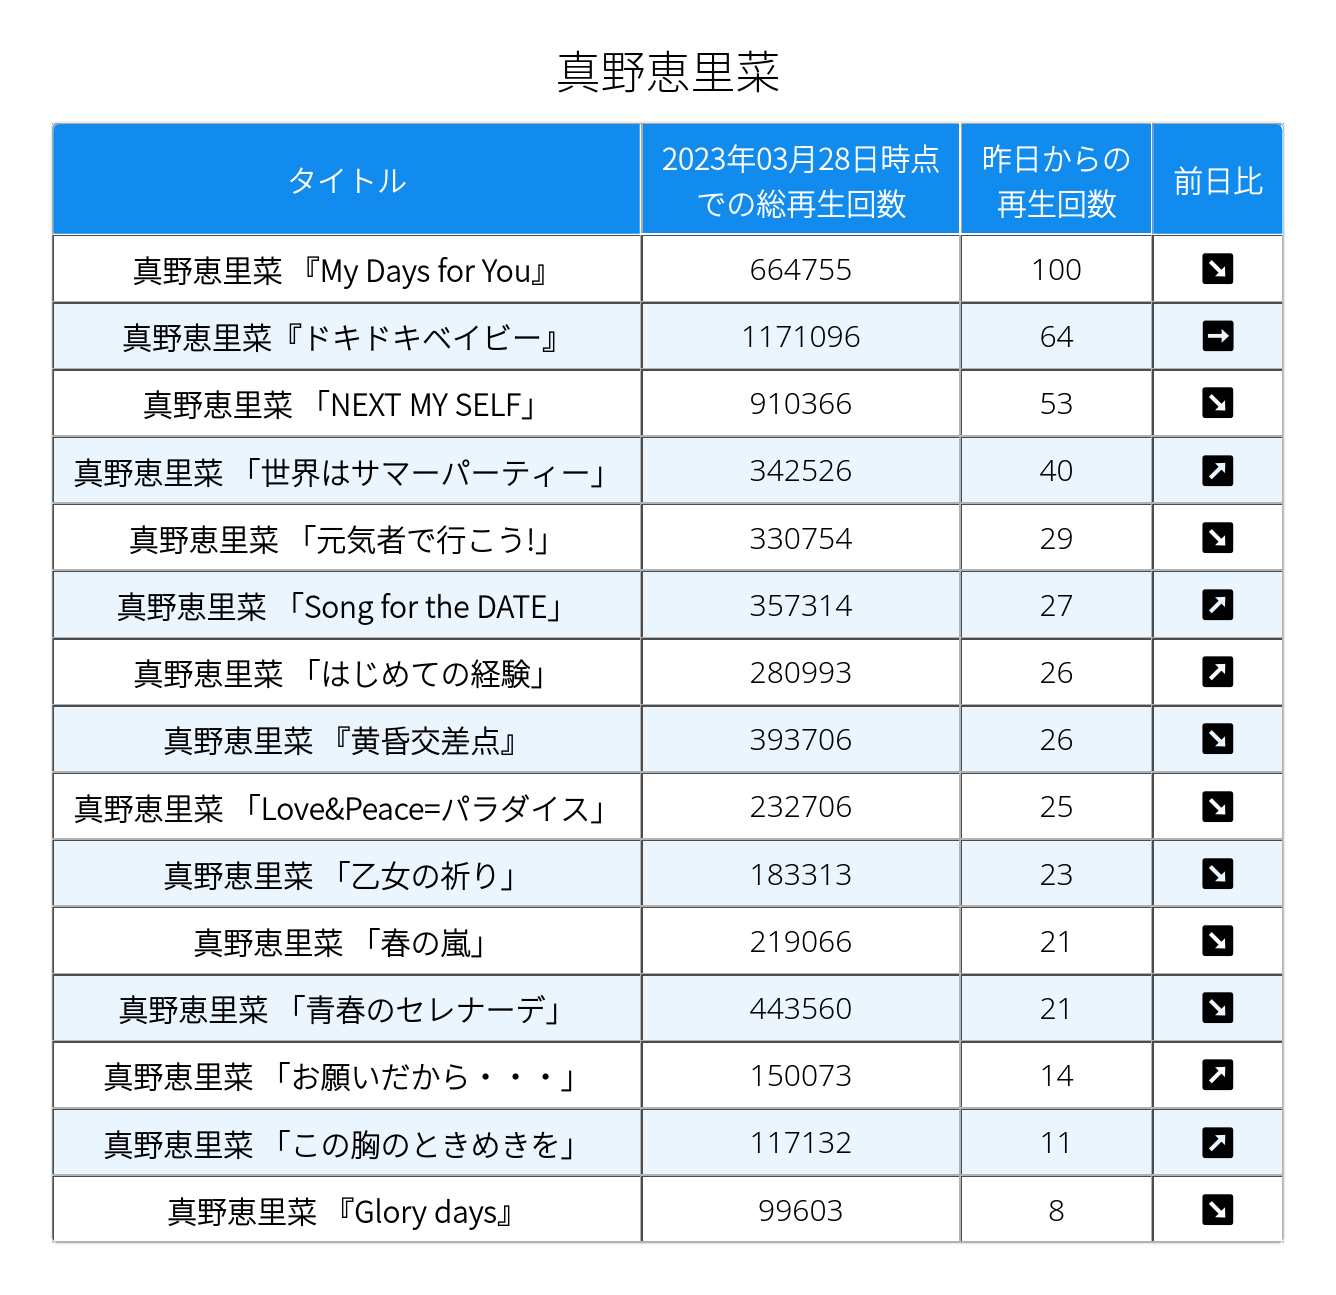 真野恵里菜
タイトル
2023年03月28日時点
での総再生回数
昨日からの
再生回数
前日比
真野恵里菜 『My Days for You』 664755 100 ↘
真野恵里菜『ドキドキベイビー』 1171096 64 →
真野恵里菜 「NEXT MY SELF」 910366 53 ↘
真野恵里菜 「世界はサマーパーティー」 342526 40 ↗
真野恵里菜 「元気者で行こう!」 330754 29 ↘
真野恵里菜 「Song for the DATE」 357314 27 ↗
真野恵里菜 「はじめての経験」 280993 26 ↗
真野恵里菜 『黄昏交差点』 393706 26 ↘
真野恵里菜 「Love&Peace=パラダイス」 232706 25 ↘
真野恵里菜 「乙女の祈り」 183313 23 ↘
真野恵里菜 「春の嵐」 219066 21 ↘
真野恵里菜 「青春のセレナーデ」 443560 21 ↘
真野恵里菜 「お願いだから・・・」 150073 14 ↗
真野恵里菜 「この胸のときめきを」 117132 11 ↗
真野恵里菜 『Glory days』 99603 8 ↘